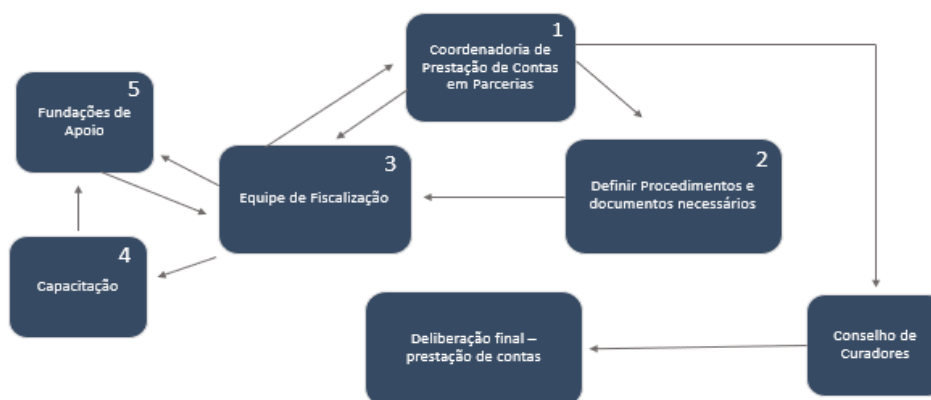 1
Coordenadoria de
Prestação de Contas
em Parcerias
5
Fundações de
Apoio
3
Equipe de Fiscalização
2
Definir Procedimentos e
documentos necessários
4
Capacitação
Deliberação final –
prestação de contas
Conselho de
Curadores